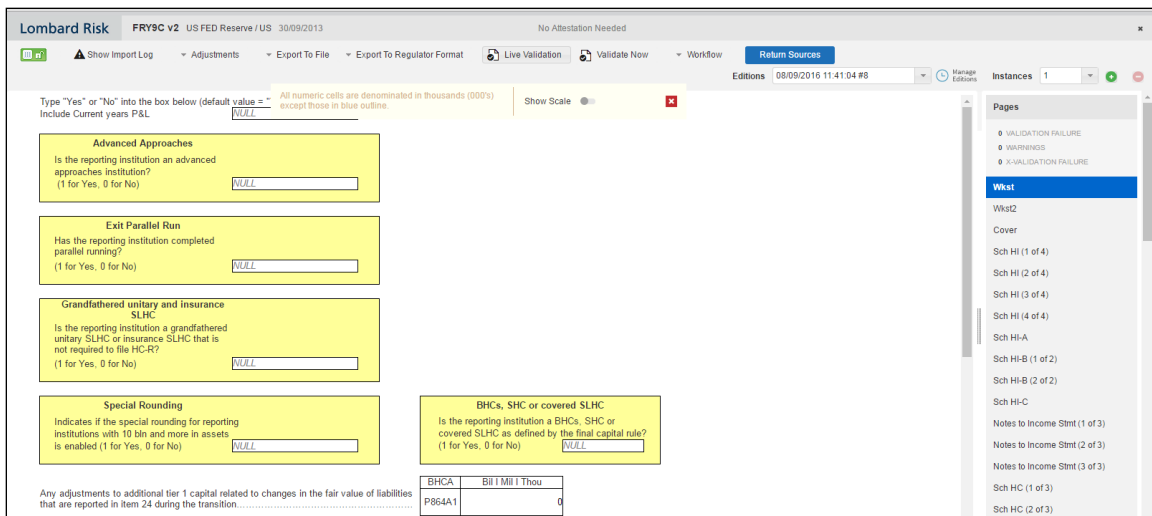 Lombard Risk FRY9C v2 US FED Reserve / US 30/09/2013 No Attestation Needed
Show Import Log Adjustments Export To File Export To Regulator Format Live Validation Validate Now Workflow Return Sources
Editions 08/09/2016 11:41:04 #8 Manage Editions Instances 1
Type "Yes" or "No" into the box below (default value = "
Include Current years P&L NULL
All numeric cells are denominated in thousands (000's)
except those in blue outline.
Show Scale
Advanced Approaches
Is the reporting institution an advanced
approaches institution?
(1 for Yes, 0 for No) NULL
Exit Parallel Run
Has the reporting institution completed
parallel running?
(1 for Yes, 0 for No) NULL
Grandfathered unitary and insurance
SLHC
Is the reporting institution a grandfathered
unitary SLHC or insurance SLHC that is
not required to file HC-R?
(1 for Yes, 0 for No) NULL
Special Rounding
Indicates if the special rounding for reporting
institutions with 10 bln and more in assets
is enabled (1 for Yes, 0 for No) NULL
BHCs, SHC or covered SLHC
Is the reporting institution a BHCs, SHC or
covered SLHC as defined by the final capital rule?
(1 for Yes, 0 for No) NULL
BHCA Bil I Mil I Thou
Any adjustments to additional tier 1 capital related to changes in the fair value of liabilities
that are reported in item 24 during the transition P864A1 0
Pages
0 VALIDATION FAILURE
0 WARNINGS
0 X-VALIDATION FAILURE
Wkst
Wkst2
Cover
Sch HI (1 of 4)
Sch HI (2 of 4)
Sch HI (3 of 4)
Sch HI (4 of 4)
Sch HI-A
Sch HI-B (1 of 2)
Sch HI-B (2 of 2)
Sch HI-C
Notes to Income Stmt (1 of 3)
Notes to Income Stmt (2 of 3)
Notes to Income Stmt (3 of 3)
Sch HC (1 of 3)
Sch HC (2 of 3)